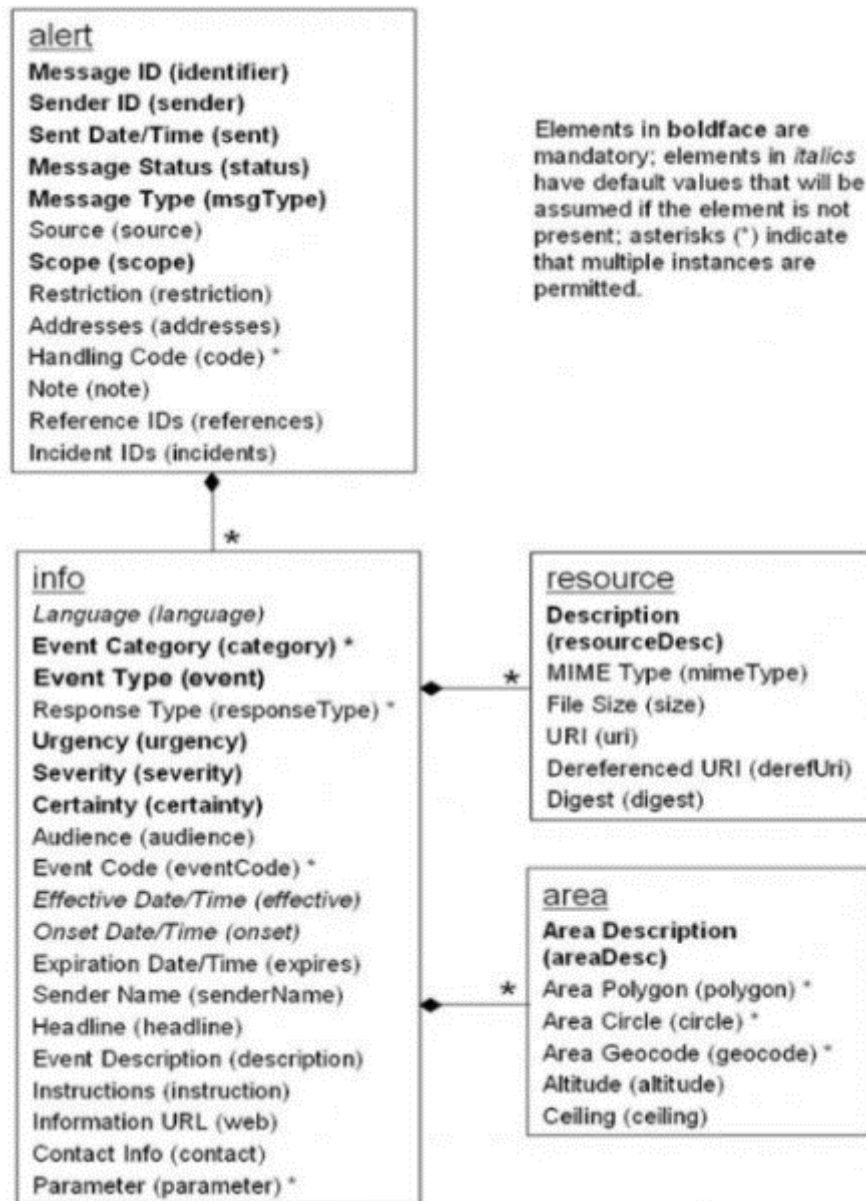 alert
Message ID (identifier)
Sender ID (sender)
Sent Date/Time (sent)
Message Status (status)
Message Type (msgType)
Source (source)
Scope (scope)
Restriction (restriction)
Addresses (addresses)
Handling Code (code) *
Note (note)
Reference IDs (references)
Incident IDs (incidents)
Elements in boldface are
mandatory; elements in italics
have default values that will be
assumed if the element is not
present; asterisks (*) indicate
that multiple instances are
permitted.
*
info
Language (language)
Event Category (category) *
Event Type (event)
Response Type (responseType) *
Urgency (urgency)
Severity (severity)
Certainty (certainty)
Audience (audience)
Event Code (eventCode) *
Effective Date/Time (effective)
Onset Date/Time (onset)
Expiration Date/Time (expires)
Sender Name (senderName)
Headline (headline)
Event Description (description)
Instructions (instruction)
Information URL (web)
Contact Info (contact)
Parameter (parameter) *
*
resource
Description
(resourceDesc)
MIME Type (mimeType)
File Size (size)
URI (uri)
Dereferenced URI (derefUri)
Digest (digest)
*
area
Area Description
(areaDesc)
Area Polygon (polygon) *
Area Circle (circle) *
Area Geocode (geocode) *
Altitude (altitude)
Ceiling (ceiling)